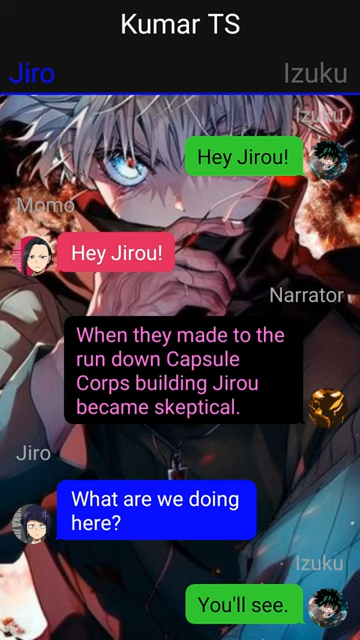 Kumar TS
Jiro
Izuku
Izuku
Hey Jirou!
Momo
Hey Jirou!
Narrator
When they made to the
run down Capsule
Corps building Jirou
became skeptical.
Jiro
What are we doing
here?
Izuku
You'll see.